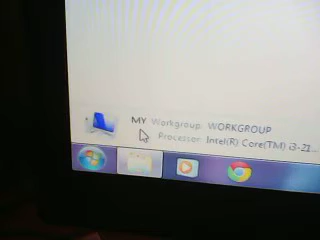 MY Workgroup: WORKGROUP
Processor: Intel(R) Core(TM) i3-21...